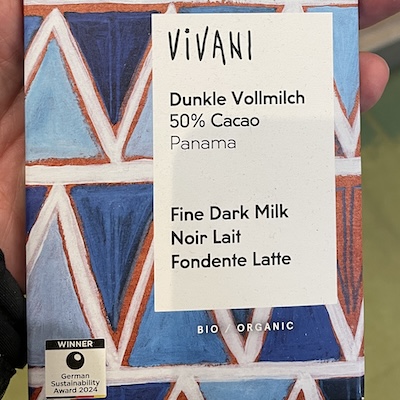 ViVANI
Dunkle Vollmilch
50% Cacao
Panama
Fine Dark Milk
Noir Lait
Fondente Latte
BIO / ORGANIC
WINNER
German
Sustainability
Award 2024